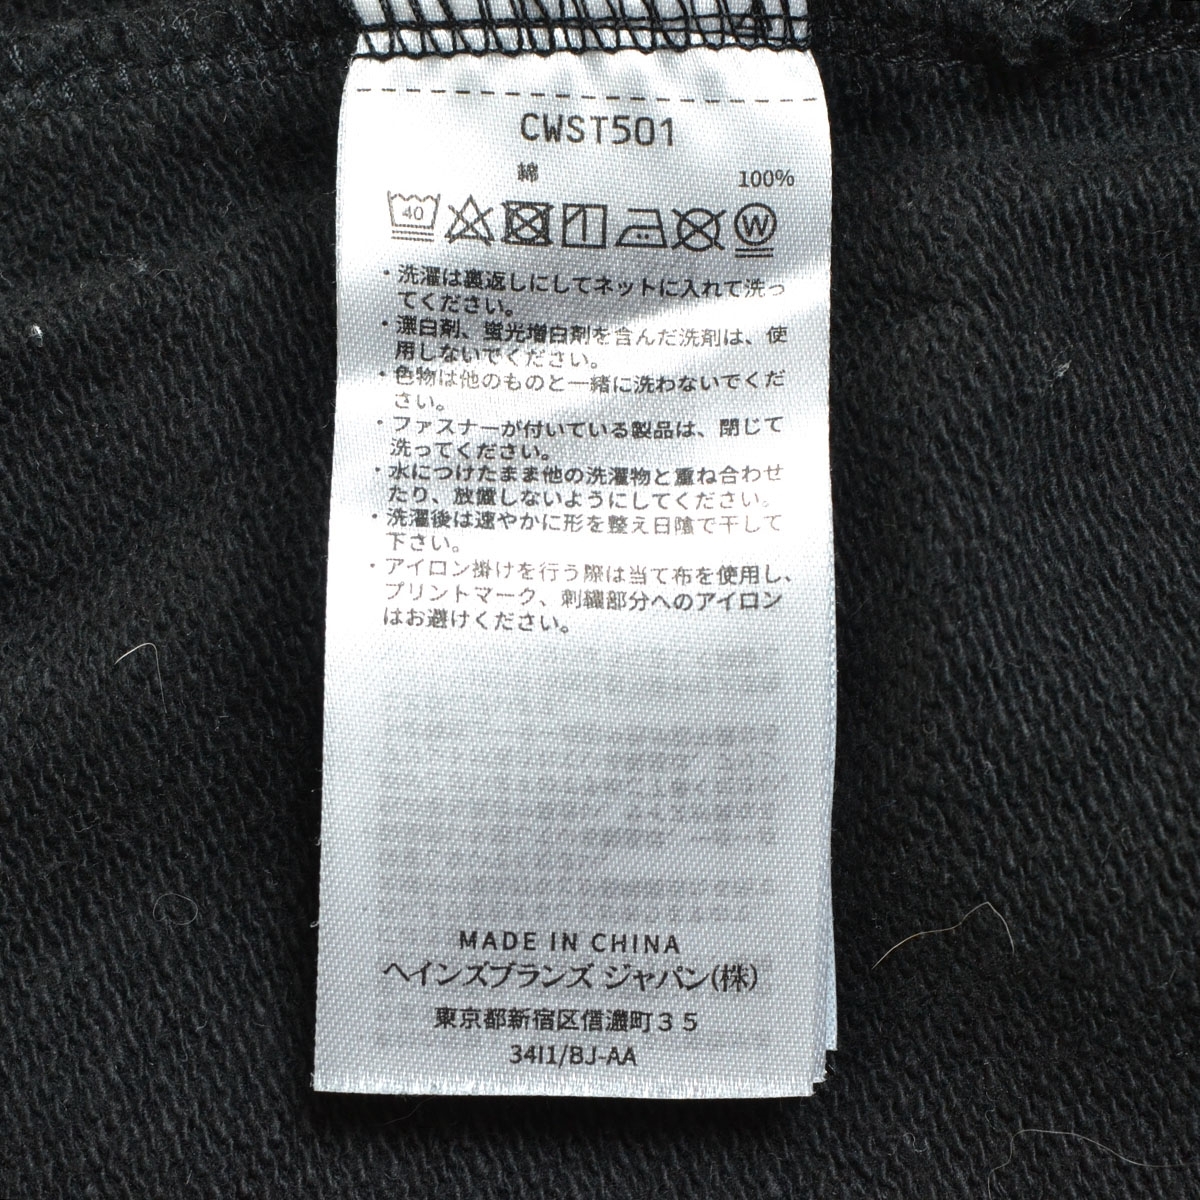 CWST501
綿 100%
40 W
・洗濯は裏返しにしてネットに入れて洗っ
てください。
・漂白剤、蛍光増白剤を含んだ洗剤は、使
用しないでください。
・色物は他のものと一緒に洗わないでくだ
さい。
・ファスナーが付いている製品は、閉じて
洗ってください。
・水につけたまま他の洗濯物と重ね合わせ
たり、放置しないようにしてください。
・洗濯後は速やかに形を整え日陰で干して
下さい。
・アイロン掛けを行う際は当て布を使用し、
プリントマーク、刺繍部分へのアイロン
はお避けください。
MADE IN CHINA
ヘインズブランズ ジャパン(株)
東京都新宿区信濃町３５
34I1/BJ-AA